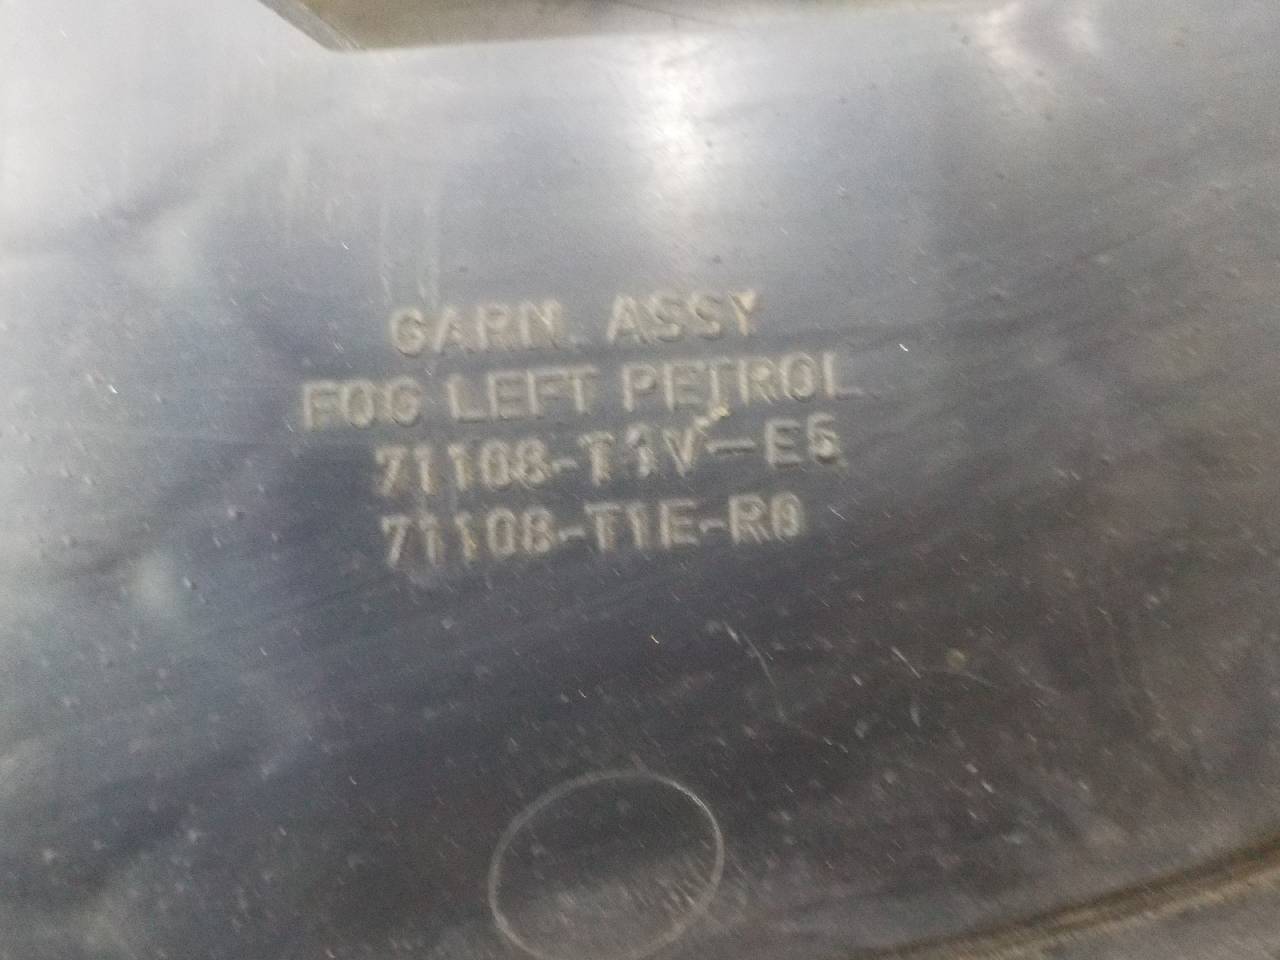 GARN. ASSY
FOG LEFT PETROL
71108-T1V-E5
71108-T1E-R0